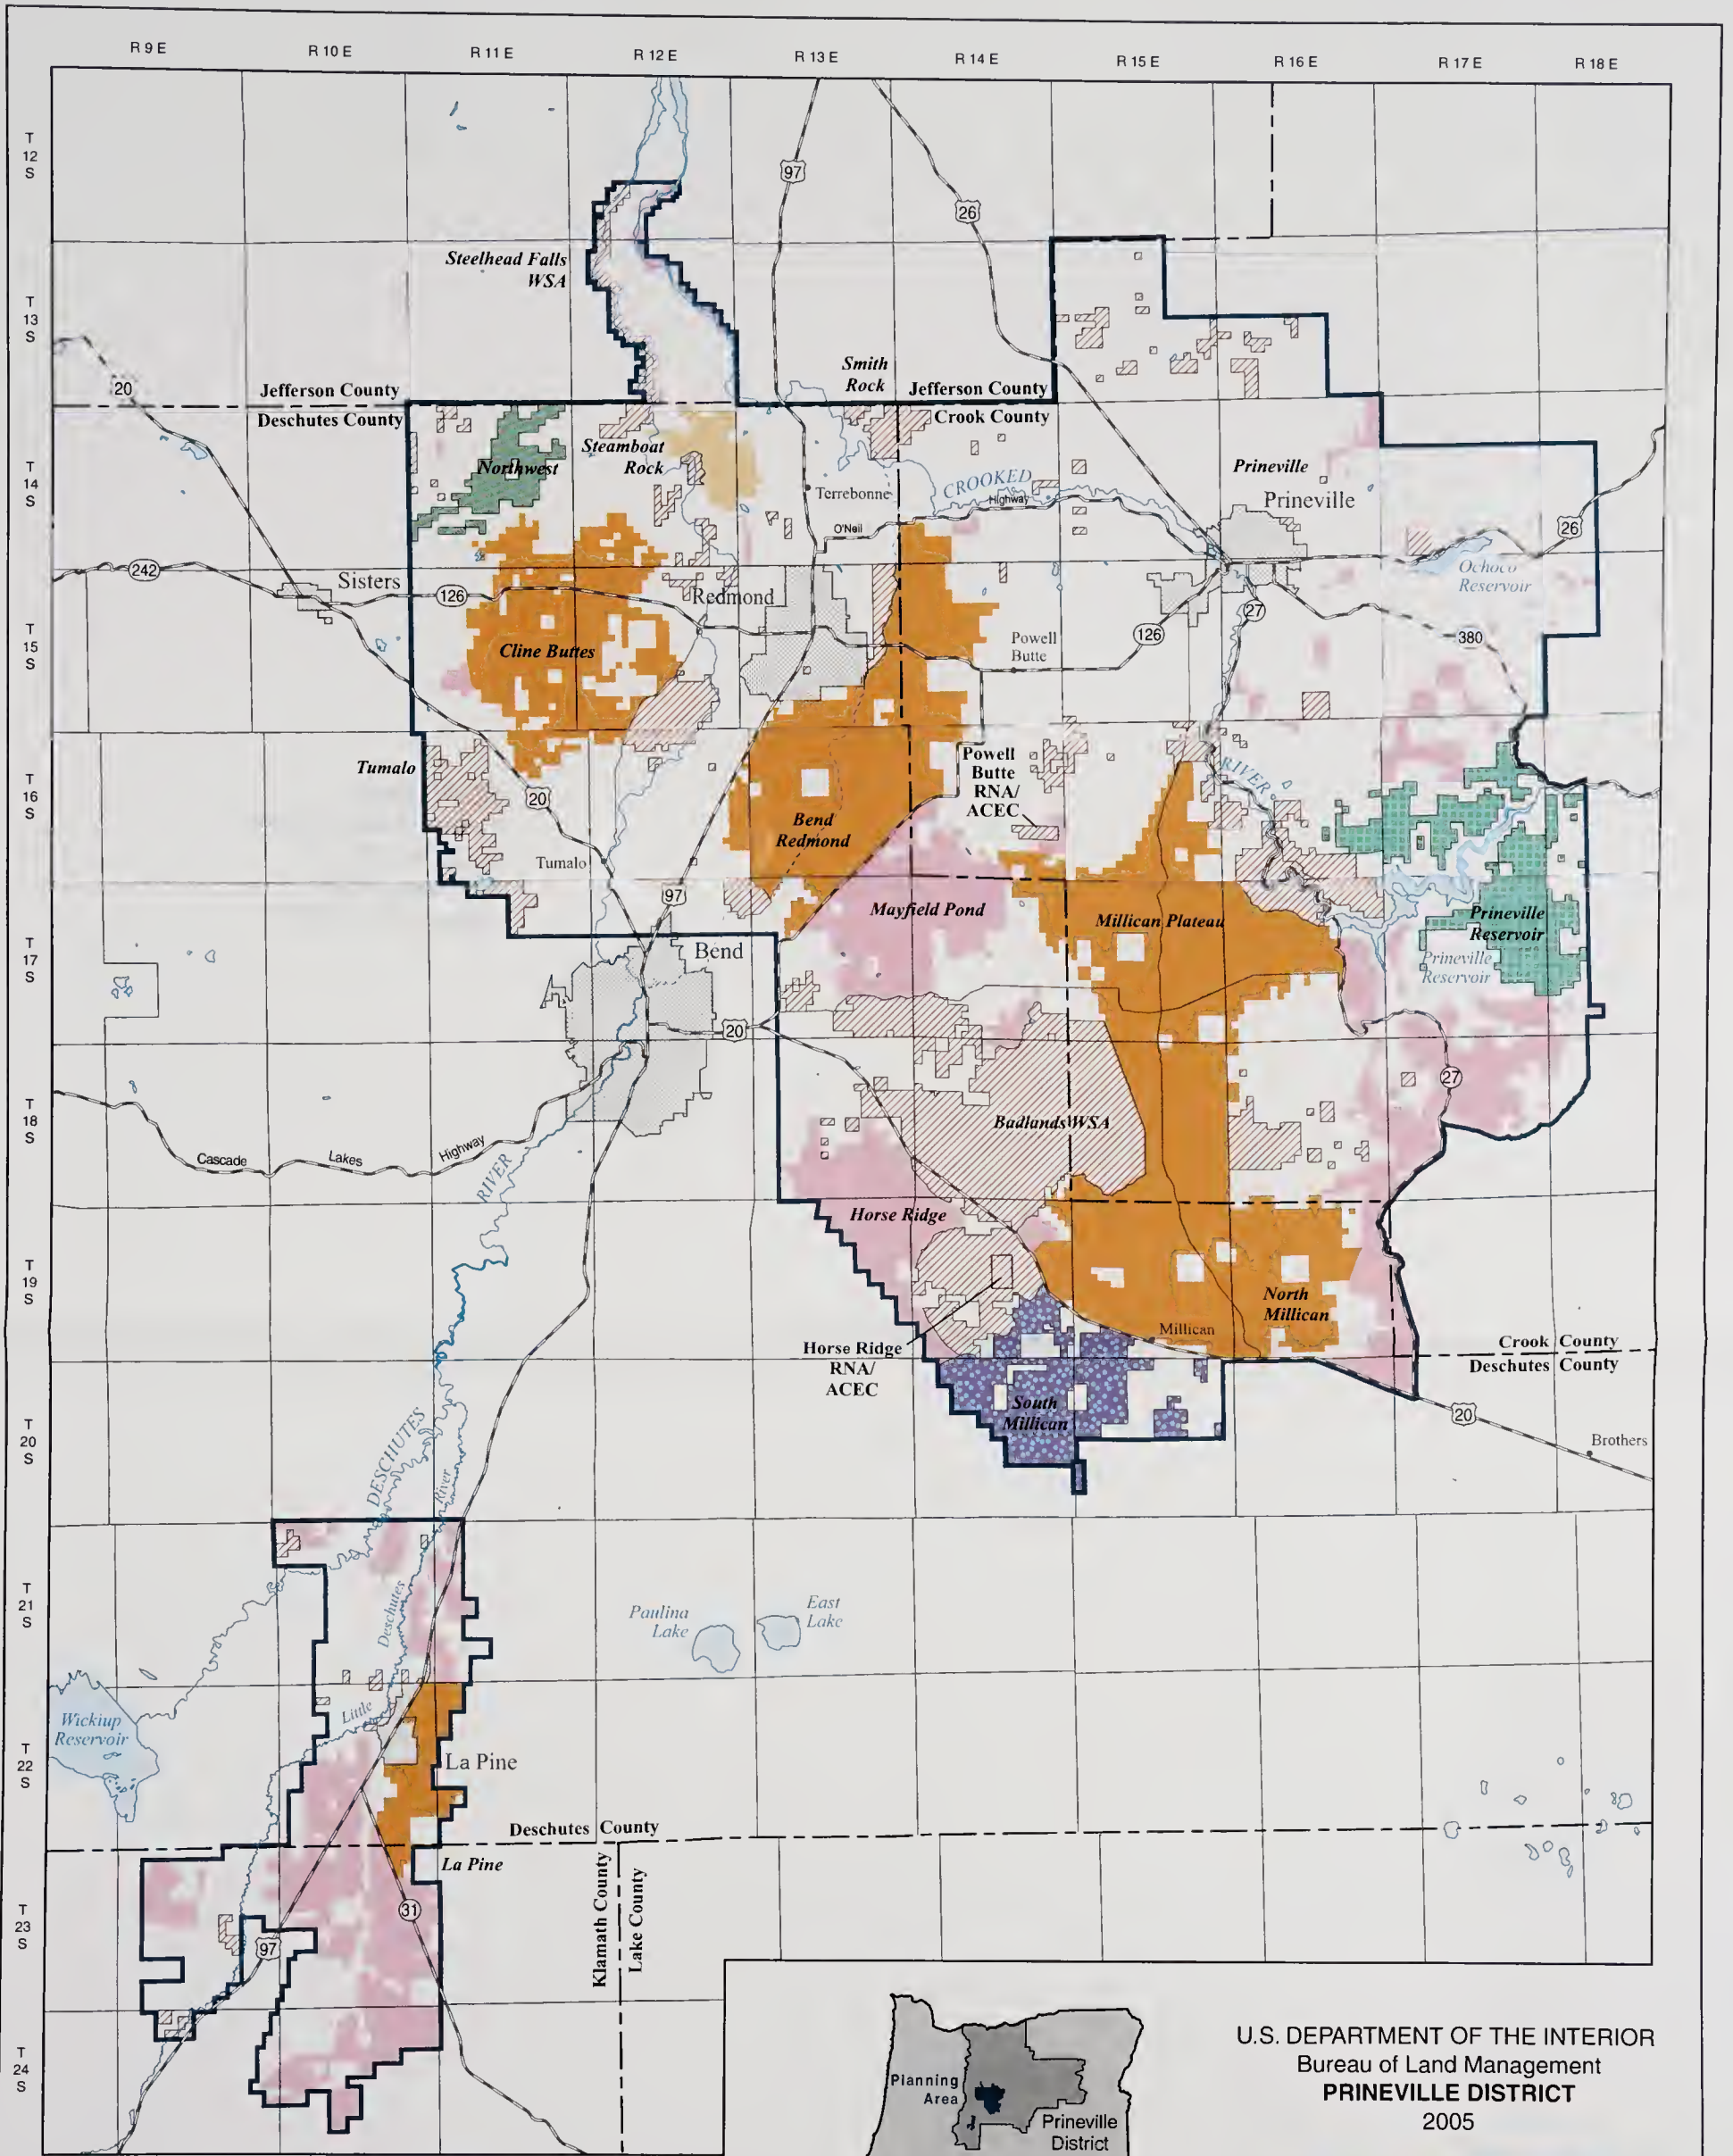 R 9 E
R 10 E
R 11 E
R 12 E
R 13 E
R 14 E
R 15 E
R 16 E
R 17 E
R 18 E
T
12
S
97
26
Steelhead Falls
WSA
T
13
S
20
Smith
Rock
Jefferson County
Jefferson County
Deschutes County
Crook County
T
14
S
Northwest
Steamboat
Rock
Terrebonne
CROOKED
Highway
O'Neil
Prineville
Prineville
26
242
Sisters
126
Redmond
Ochoco
Reservoir
27
T
15
S
Cline Buttes
Powell
Butte
126
380
Tumalo
T
16
S
20
Powell
Butte
RNA/
ACEC
RIVER
Bend
Redmond
Tumalo
97
Mayfield Pond
Millican Plateau
Prineville
Reservoir
T
17
S
Bend
Prineville
Reservoir
20
27
T
18
S
Badlands WSA
Cascade
Lakes
Highway
RIVER
Horse Ridge
T
19
S
North
Millican
Millican
Horse Ridge
RNA/
ACEC
Crook County
Deschutes County
South
Millican
20
Brothers
T
20
S
DESCHUTES
River
T
21
S
Deschutes
Paulina
Lake
East
Lake
Little
Wickiup
Reservoir
T
22
S
La Pine
Deschutes County
La Pine
Klamath County
Lake County
31
T
23
S
97
T
24
S
Planning
Area
Prineville
District
U.S. DEPARTMENT OF THE INTERIOR
Bureau of Land Management
PRINEVILLE DISTRICT
2005